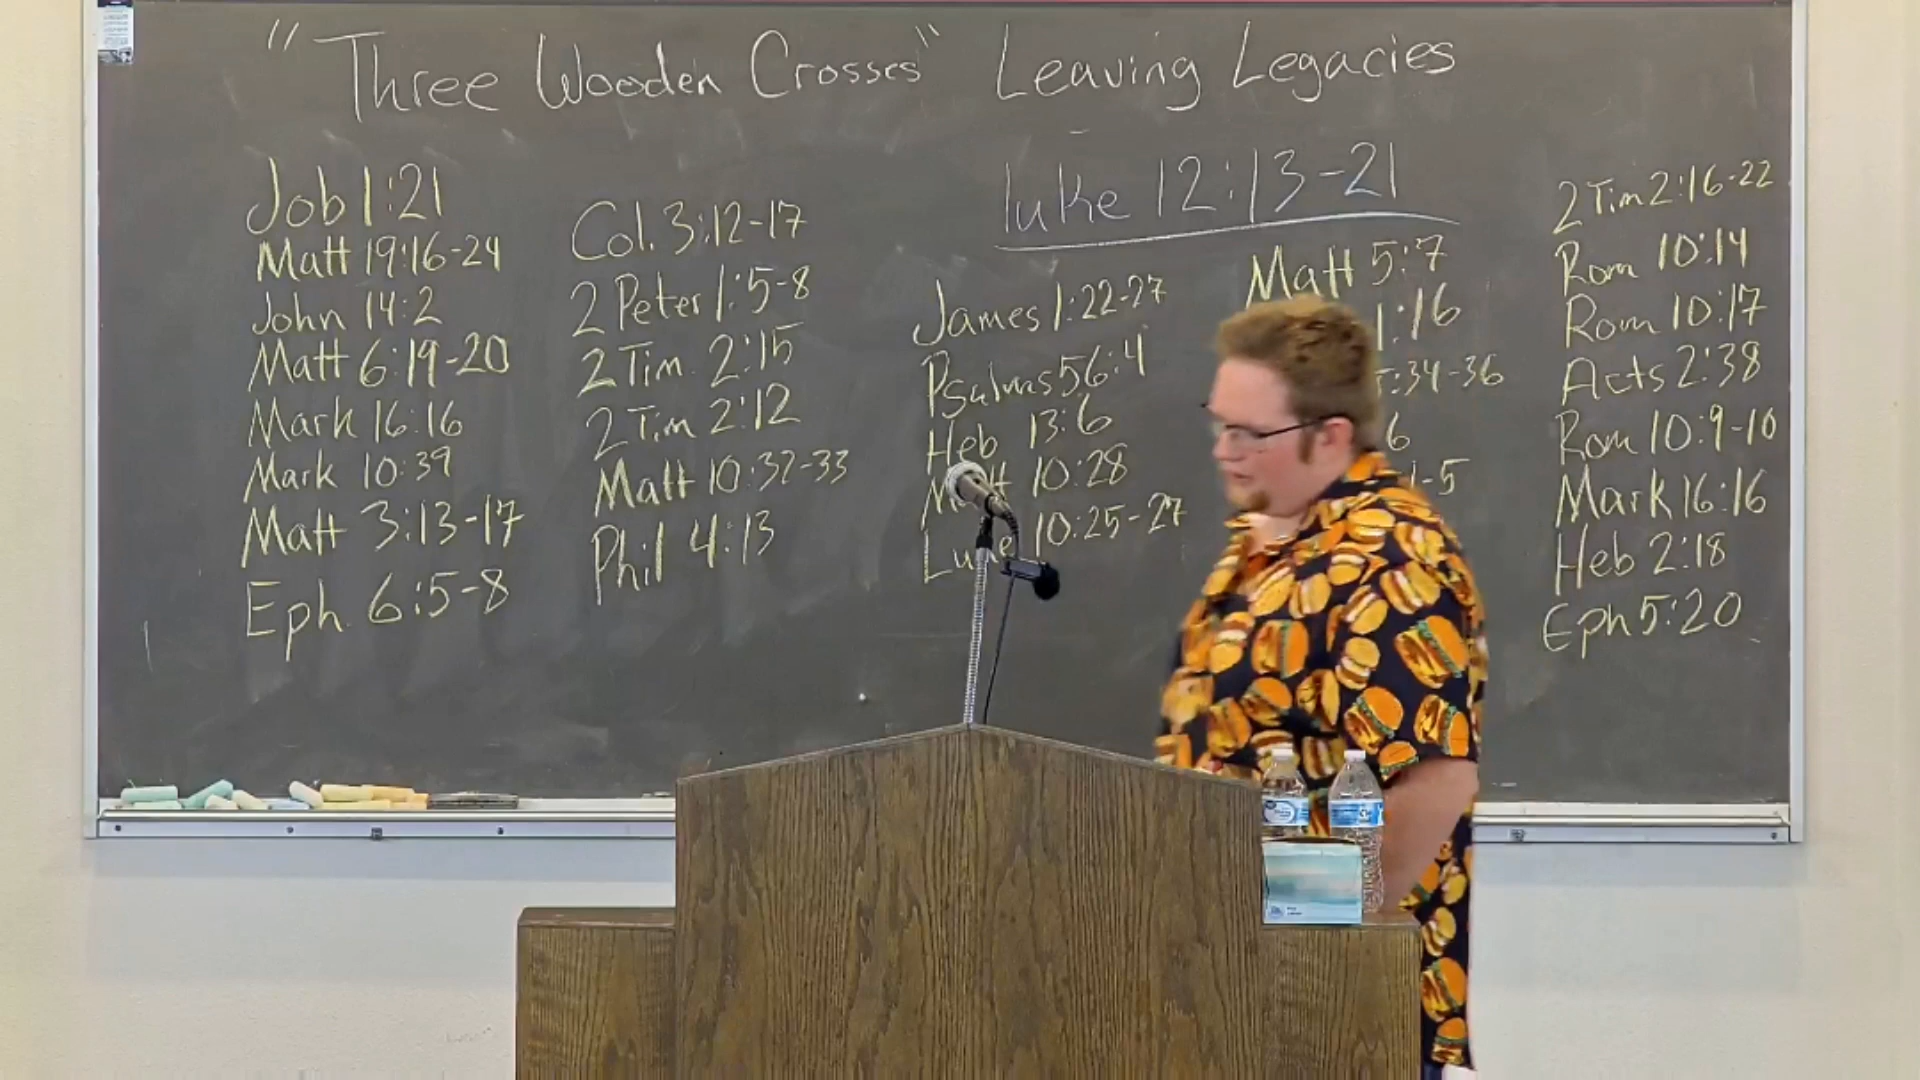 "Three Wooden Crosses" Leaving Legacies
Job 1:21
Matt 19:16-24
John 14:2
Matt 6:19-20
Mark 16:16
Mark 10:39
Matt 3:13-17
Eph. 6:5-8
Col. 3:12-17
2 Peter 1:5-8
2 Tim. 2:15
2 Tim 2:12
Matt 10:32-33
Phil 4:13
luke 12:13-21
James 1:22-27
Psalms 56:4
Heb 13:6
10:28
10:25-27
Matt 5:7
1:16
:34-36
6
-5
2 Tim 2:16-22
Rom 10:14
Rom 10:17
Acts 2:38
Rom 10:9-10
Mark 16:16
Heb 2:18
Eph 5:20